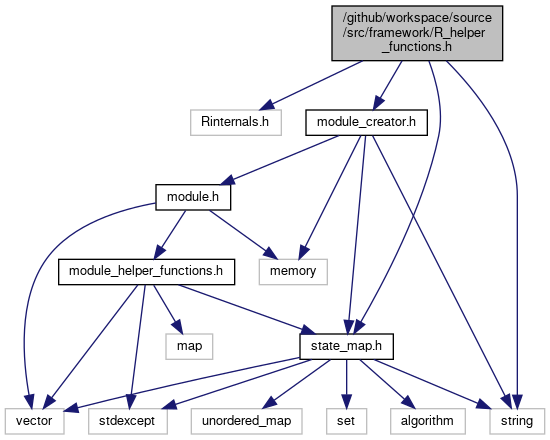 /github/workspace/source
/src/framework/R_helper
_functions.h
Rinternals.h
module_creator.h
module.h
module_helper_functions.h
memory
map
state_map.h
vector
stdexcept
unordered_map
set
algorithm
string